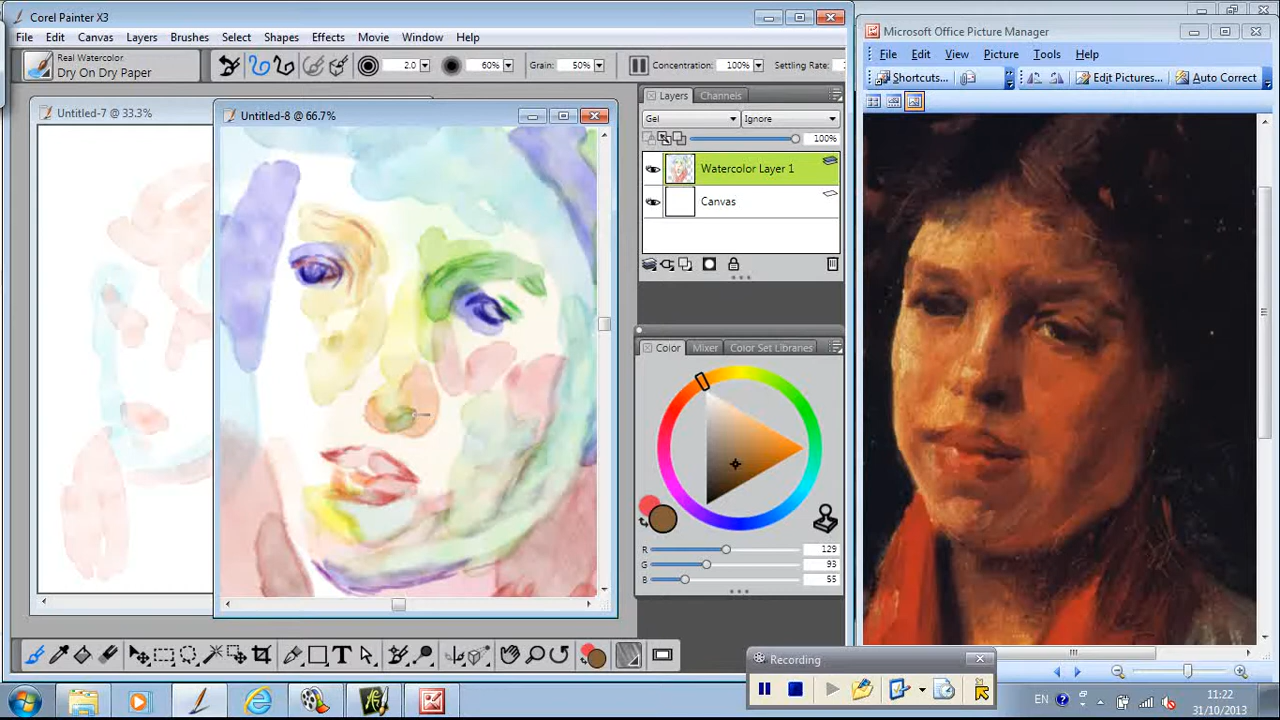 Corel Painter X3
File Edit Canvas Layers Brushes Select Shapes Effects Movie Window Help
Real Watercolor
Dry On Dry Paper
2.0
60%
Grain: 50%
Concentration: 100%
Settling Rate:
Untitled-7 @ 33.3%
Untitled-8 @ 66.7%
Layers Channels
Gel Ignore
100%
Watercolor Layer 1
Canvas
Color Mixer Color Set Libraries
R 129
G 93
B 55
Microsoft Office Picture Manager
File Edit View Picture Tools Help
Shortcuts... Edit Pictures... Auto Correct
Recording
EN
11:22
31/10/2013